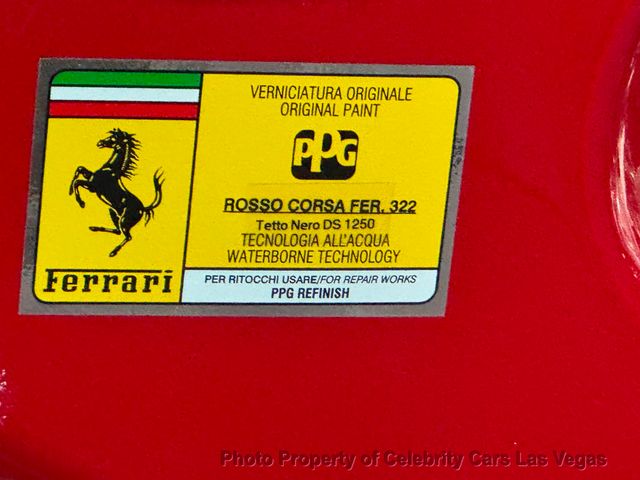 VERNICIATURA ORIGINALE
ORIGINAL PAINT
PPG
ROSSO CORSA FER. 322
Tetto Nero DS 1250
TECNOLOGIA ALL'ACQUA
WATERBORNE TECHNOLOGY
Ferrari
PER RITOCCHI USARE/FOR REPAIR WORKS
PPG REFINISH
Photo Property of Celebrity Cars Las Vegas